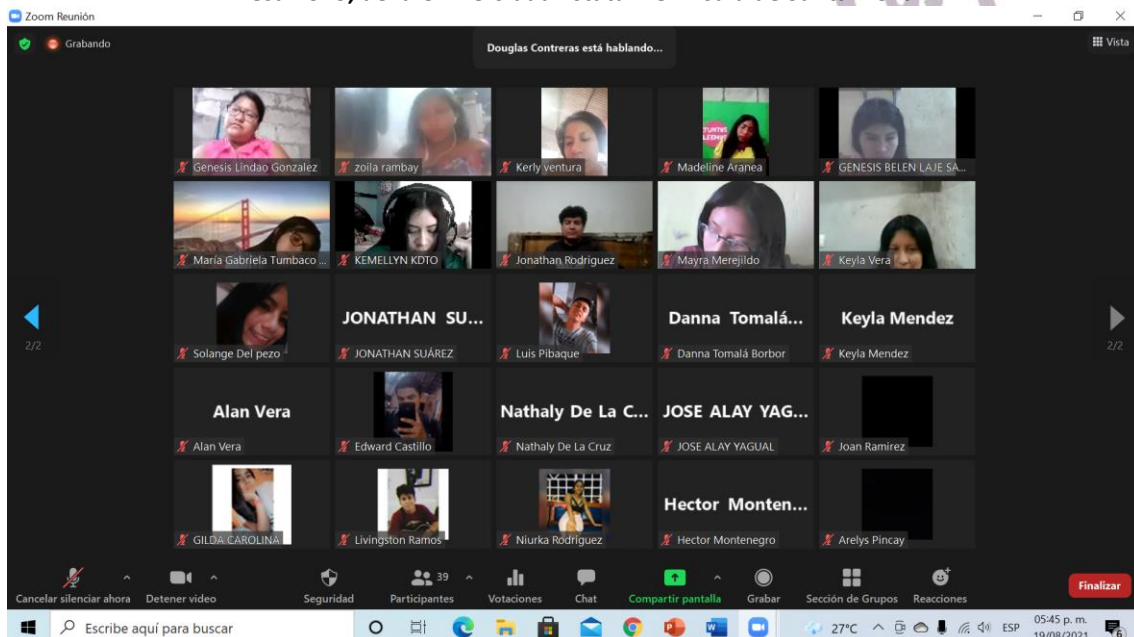 Zoom Reunión
Grabando
Douglas Contreras está hablando...
Vista
Genesis Lindao Gonzalez
zoila rambay
Kerly ventura
Madeline Aranea
GENESIS BELEN LAJE SA...
María Gabriela Tumbaco ...
KEMELLYN KDTO
Jonathan Rodriguez
Mayra Merejildo
Keyla Vera
2/2
Solange Del pezo
JONATHAN SU...
JONATHAN SUÁREZ
Luis Pibaque
Danna Tomalá...
Danna Tomalá Borbor
Keyla Mendez
Keyla Mendez
2/2
Alan Vera
Alan Vera
Edward Castillo
Nathaly De La C...
Nathaly De La Cruz
JOSE ALAY YAG...
JOSE ALAY YAGUAL
Joan Ramirez
GILDA CAROLINA
Livingston Ramos
Niurka Rodriguez
Hector Monten...
Hector Montenegro
Arelys Pincay
Cancelar silenciar ahora
Detener video
Seguridad
39
Participantes
Votaciones
Chat
Compartir pantalla
Grabar
Sección de Grupos
Reacciones
Finalizar
Escribe aquí para buscar
27°C
ESP
05:45 p. m.
19/08/2021
6